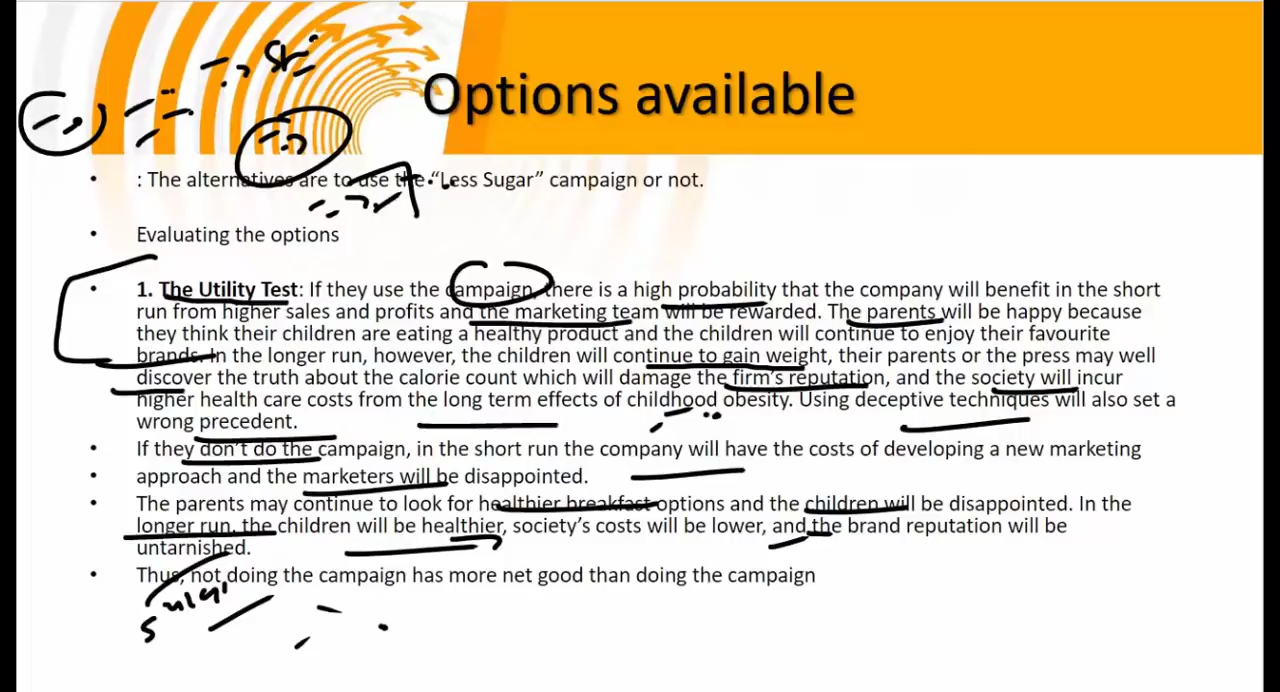 Options available
• : The alternatives are to use the “Less Sugar” campaign or not.
• Evaluating the options
• 1. The Utility Test: If they use the campaign, there is a high probability that the company will benefit in the short
run from higher sales and profits and the marketing team will be rewarded. The parents will be happy because
they think their children are eating a healthy product and the children will continue to enjoy their favourite
brands. In the longer run, however, the children will continue to gain weight, their parents or the press may well
discover the truth about the calorie count which will damage the firm’s reputation, and the society will incur
higher health care costs from the long term effects of childhood obesity. Using deceptive techniques will also set a
wrong precedent.
• If they don’t do the campaign, in the short run the company will have the costs of developing a new marketing
• approach and the marketers will be disappointed.
• The parents may continue to look for healthier breakfast options and the children will be disappointed. In the
longer run, the children will be healthier, society’s costs will be lower, and the brand reputation will be
untarnished.
• Thus, not doing the campaign has more net good than doing the campaign